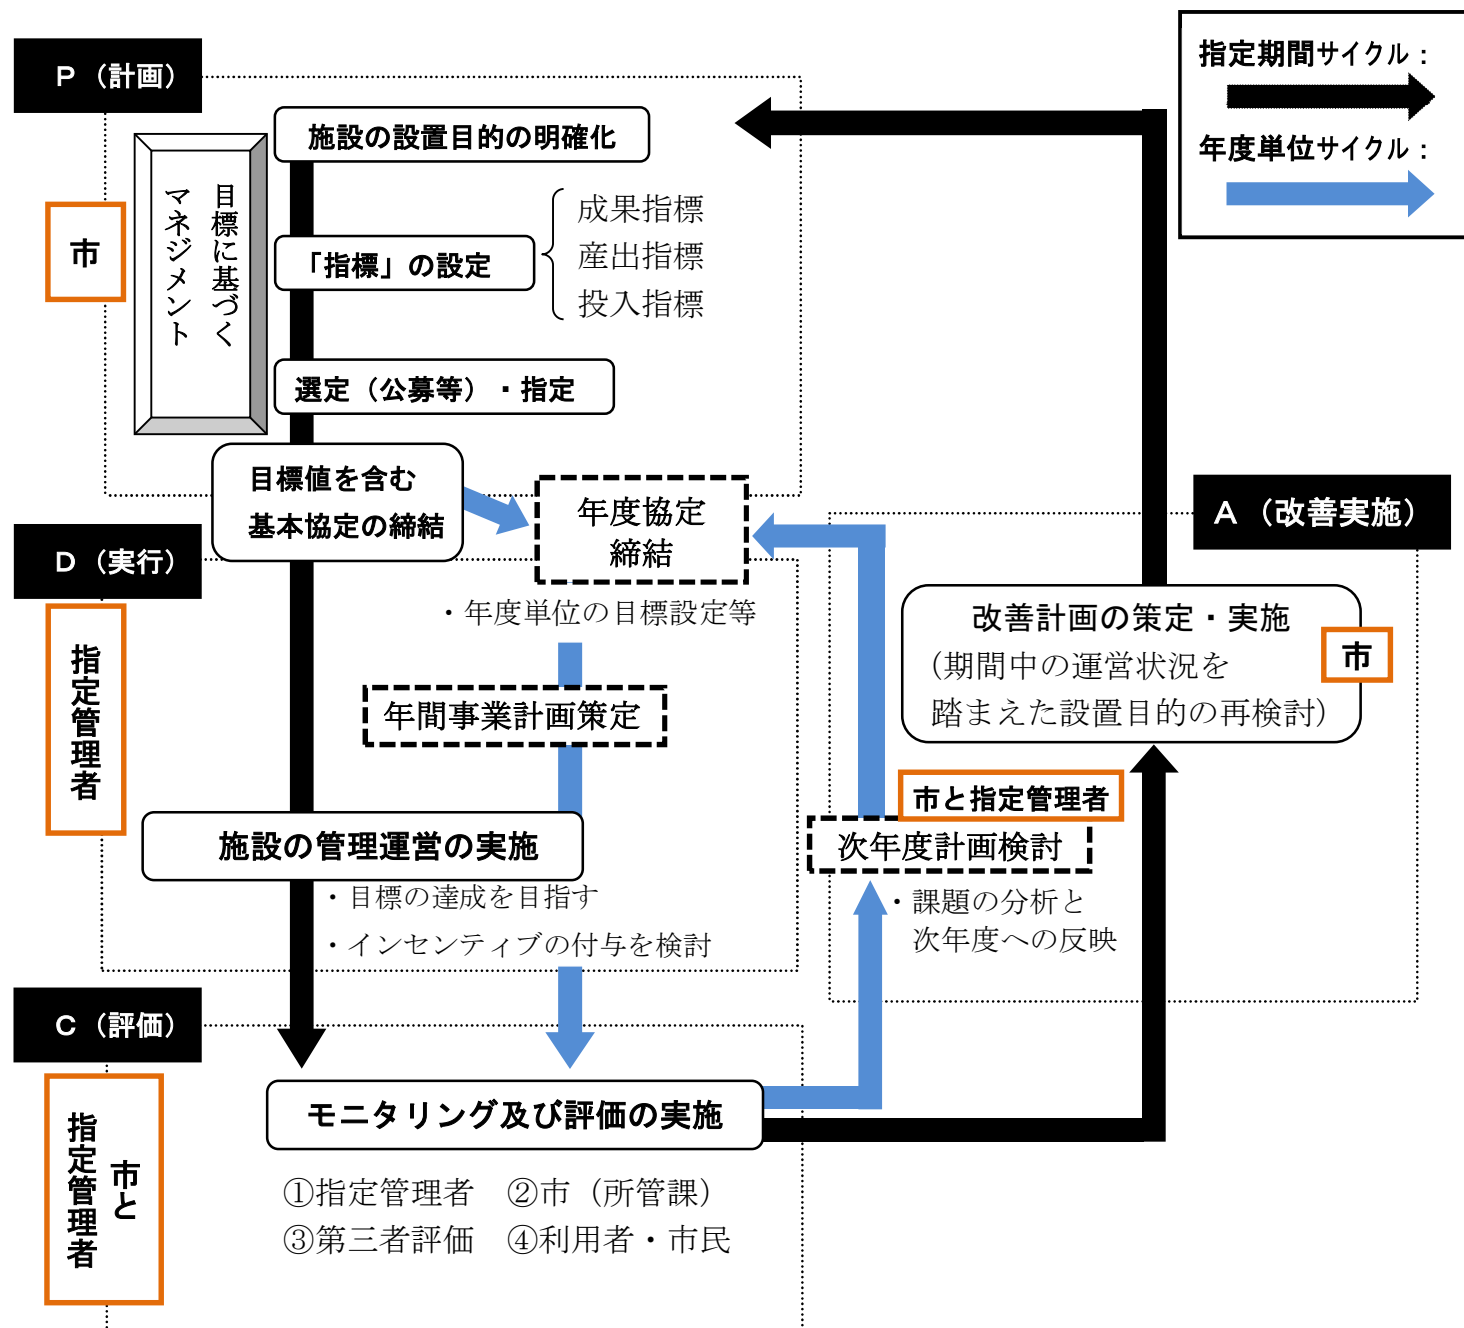 指定期間サイクル：
年度単位サイクル：
Ｐ（計画）
市
目標に基づく
マネジメント
施設の設置目的の明確化
「指標」の設定
成果指標
産出指標
投入指標
選定（公募等）・指定
目標値を含む
基本協定の締結
年度協定
締結
・年度単位の目標設定等
Ｄ（実行）
指定管理者
年間事業計画策定
施設の管理運営の実施
・目標の達成を目指す
・インセンティブの付与を検討
Ａ（改善実施）
改善計画の策定・実施
（期間中の運営状況を
踏まえた設置目的の再検討）
市
市と指定管理者
次年度計画検討
・課題の分析と
次年度への反映
Ｃ（評価）
市と
指定管理者
モニタリング及び評価の実施
①指定管理者　②市（所管課）
③第三者評価　④利用者・市民